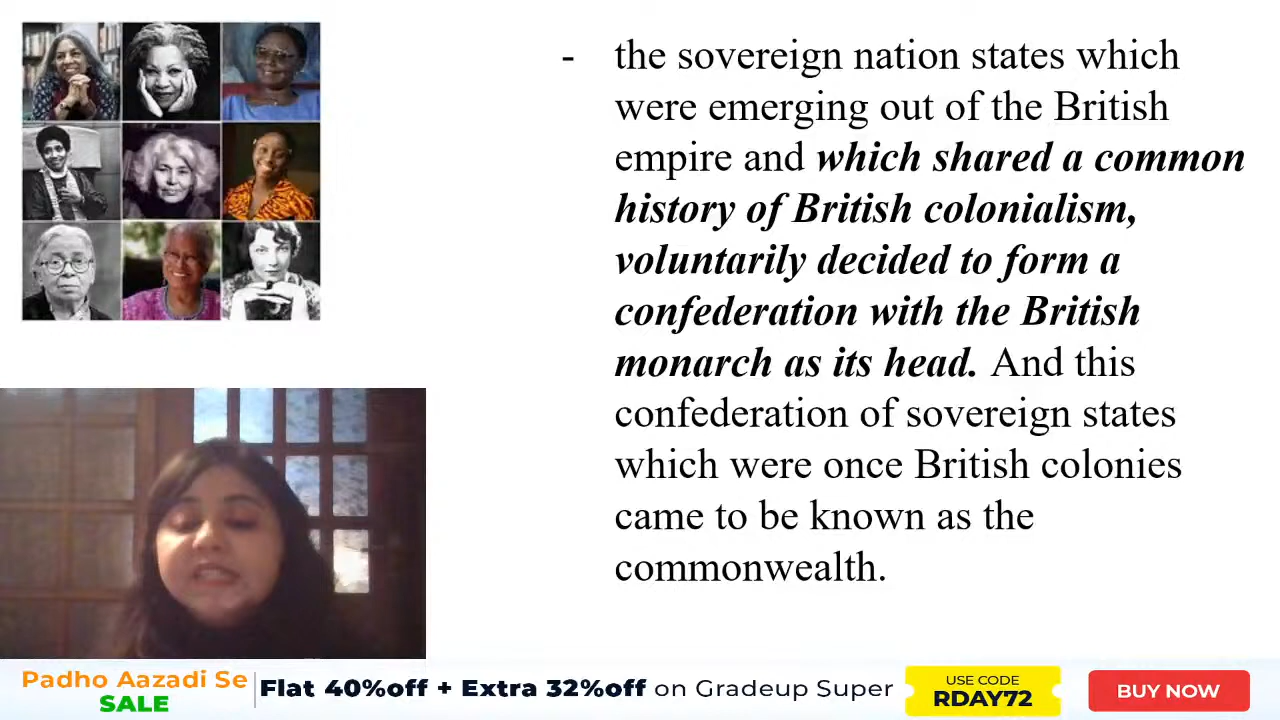 - the sovereign nation states which
were emerging out of the British
empire and which shared a common
history of British colonialism,
voluntarily decided to form a
confederation with the British
monarch as its head. And this
confederation of sovereign states
which were once British colonies
came to be known as the
commonwealth.
Padho Aazadi Se
SALE
Flat 40%off + Extra 32%off on Gradeup Super
USE CODE
RDAY72
BUY NOW